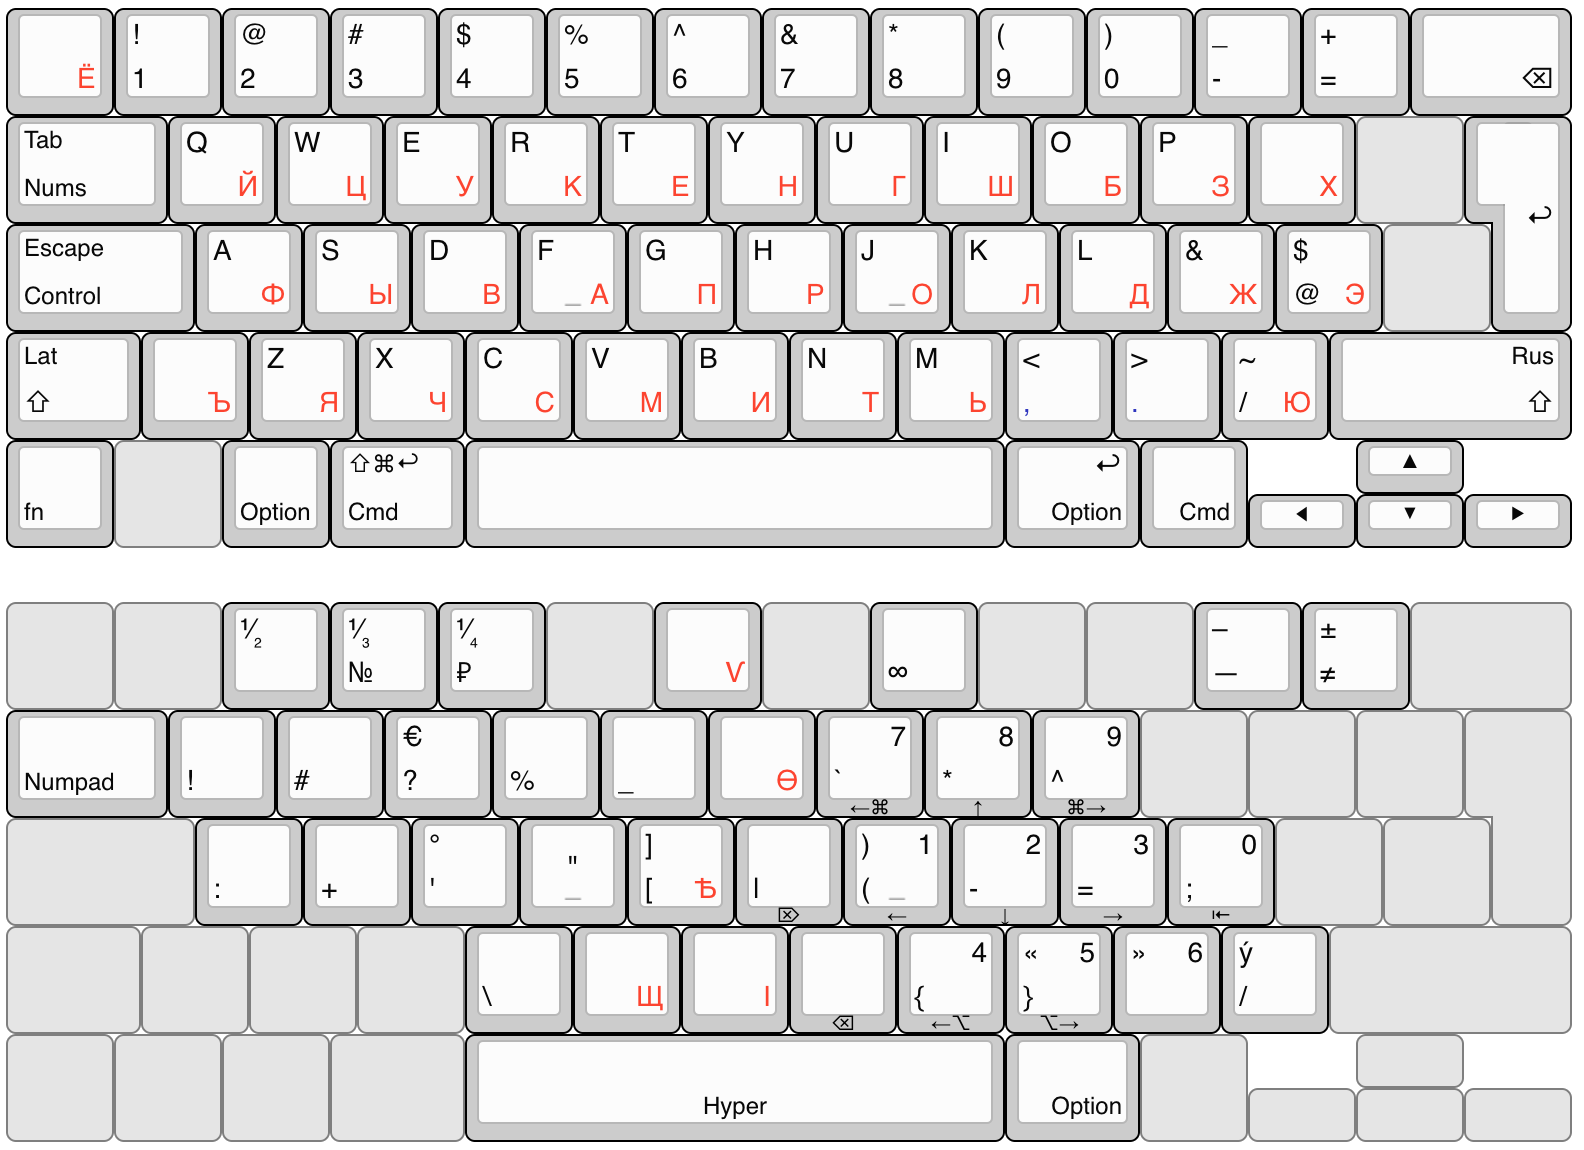 Ё ! 1 @ 2 # 3 $ 4 % 5 ^ 6 & 7 * 8 ( 9 ) 0 _ - + = ⌫
Tab Nums Q Й W Ц E У R К T Е Y Н U Г I Ш O Б P З Х ↩
Escape Control A Ф S Ы D В F _ А G П H Р J _ О K Л L Д & Ж $ @ Э
Lat ⇧ Ъ Z Я X Ч C С V М B И N Т M Ь < , > . ~ / Ю Rus ⇧
fn Option ⇧⌘↩ Cmd ↩ Option Cmd ▲ ◀ ▼ ▶
½ ⅓ № ¼ ₽ Ѵ ∞ – — ± ≠
Numpad ! # € ? % _ Ѳ 7 ` ←⌘ 8 * ↑ 9 ^ ⌘→
: + ° ' " _ ] [ Ѣ | ⌦ ) 1 ( _ ← 2 - ↓ 3 = → 0 ; ⇤
\ Щ І ⌫ 4 { ←⌥ « 5 } ⌥→ » 6 ý /
Hyper Option